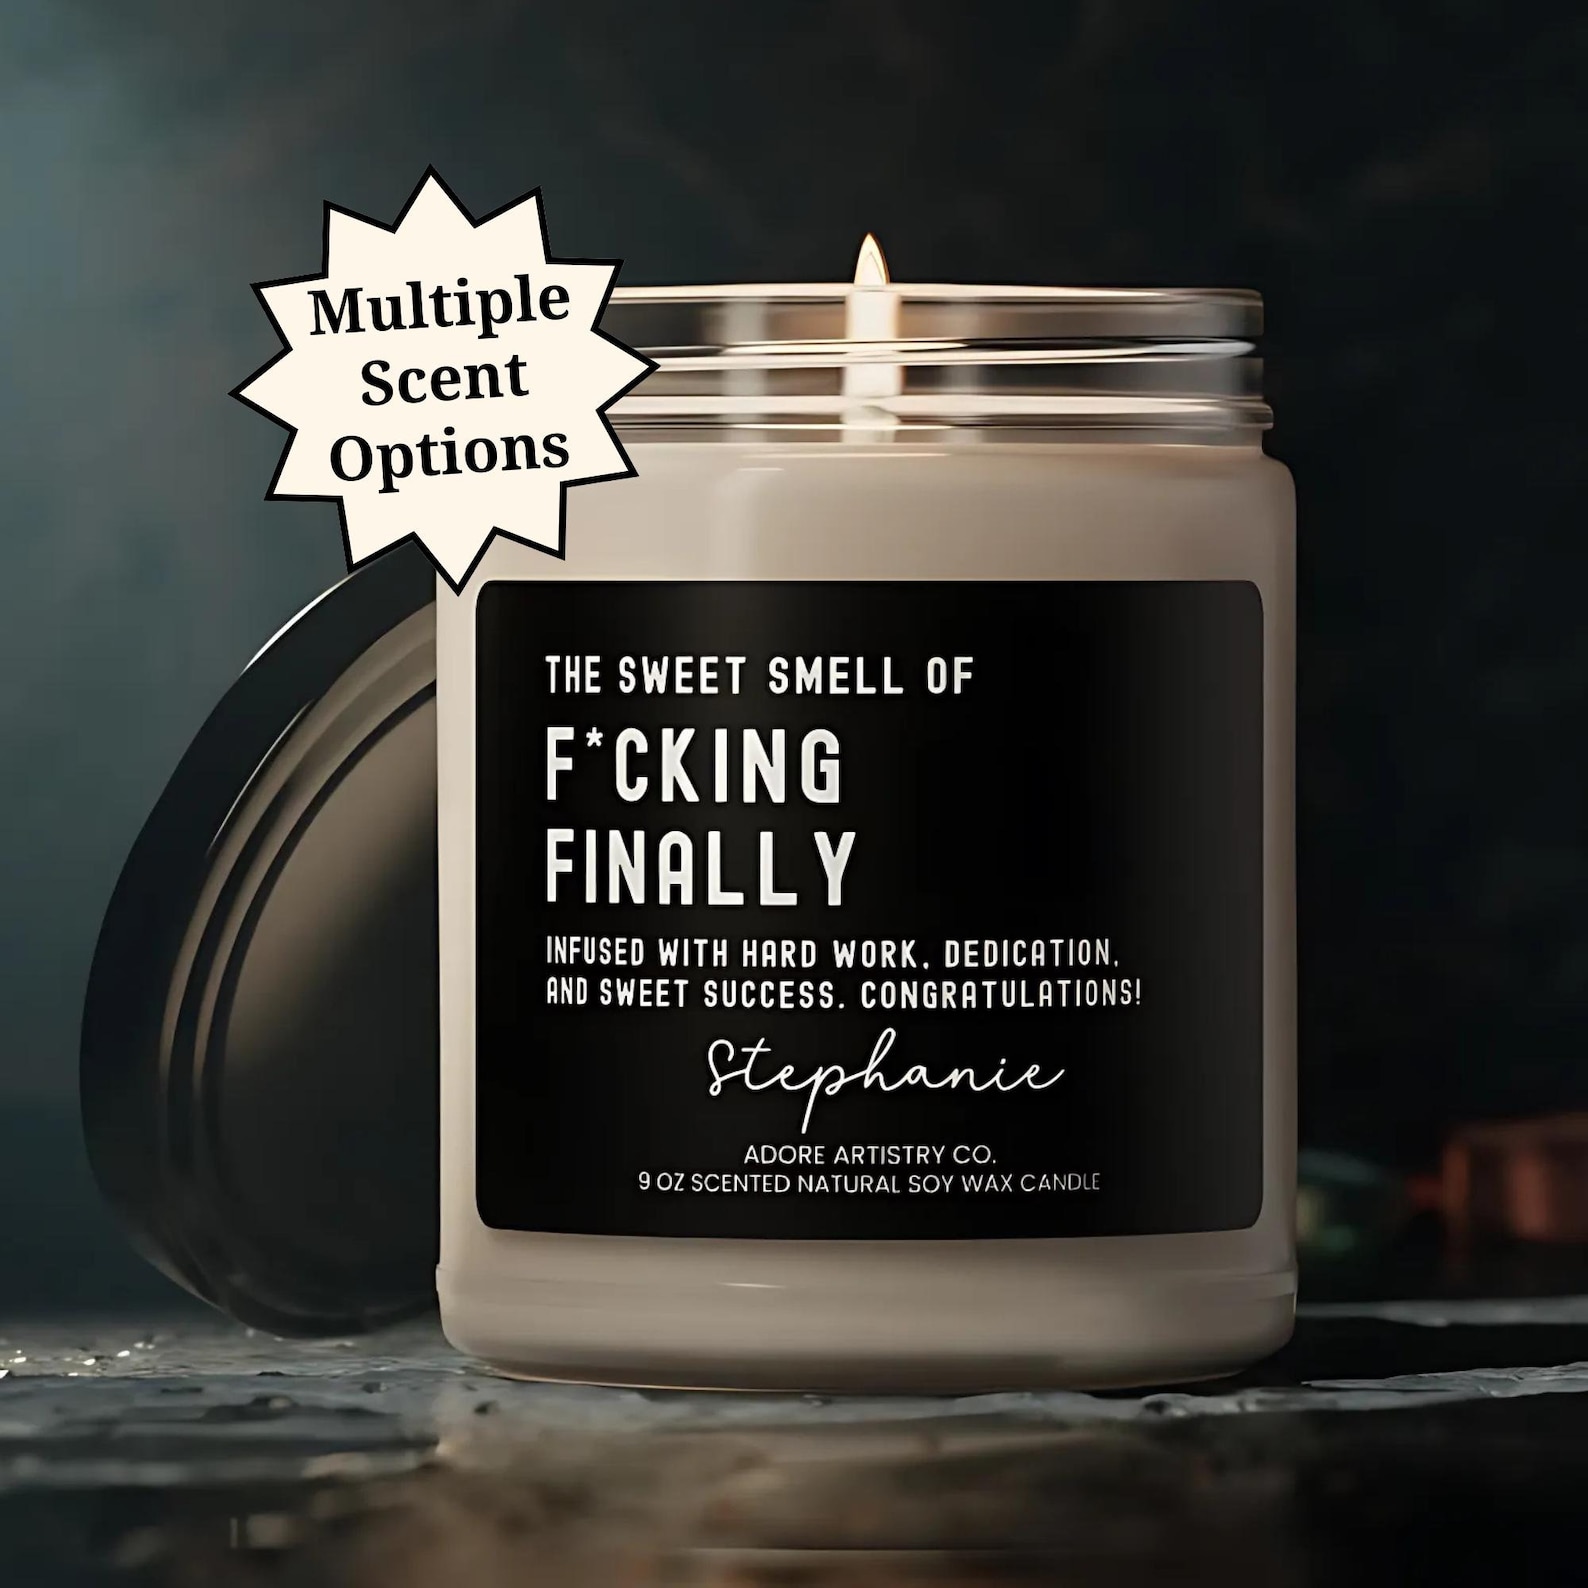 Multiple
Scent
Options
THE SWEET SMELL OF
F*CKING
FINALLY
INFUSED WITH HARD WORK, DEDICATION,
AND SWEET SUCCESS. CONGRATULATIONS!
Stephanie
ADORE ARTISTRY CO.
9 OZ SCENTED NATURAL SOY WAX CANDLE